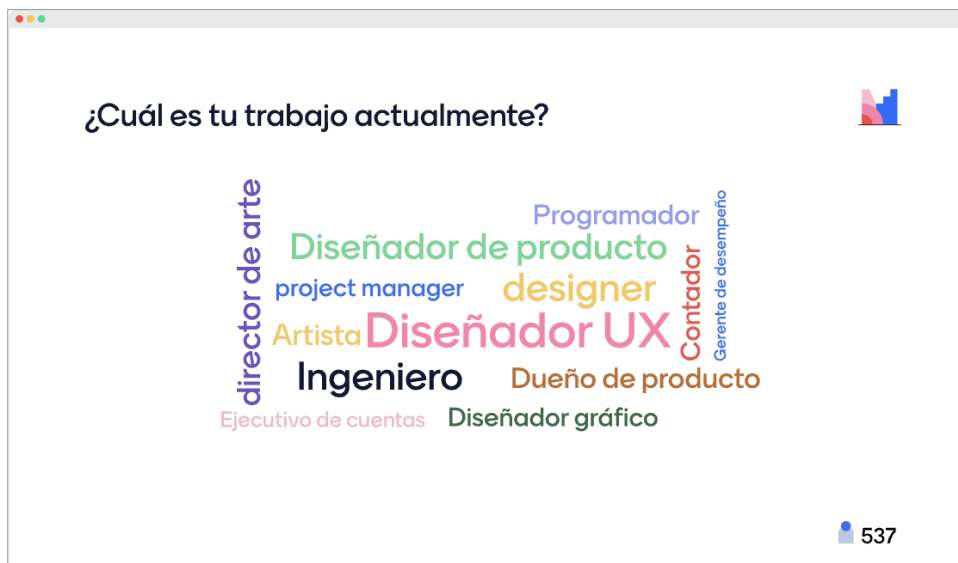 ¿Cuál es tu trabajo actualmente?
director de arte
Programador
Diseñador de producto
project manager
designer
Contador
Gerente de desempeño
Artista
Diseñador UX
Ingeniero
Dueño de producto
Ejecutivo de cuentas
Diseñador gráfico
537